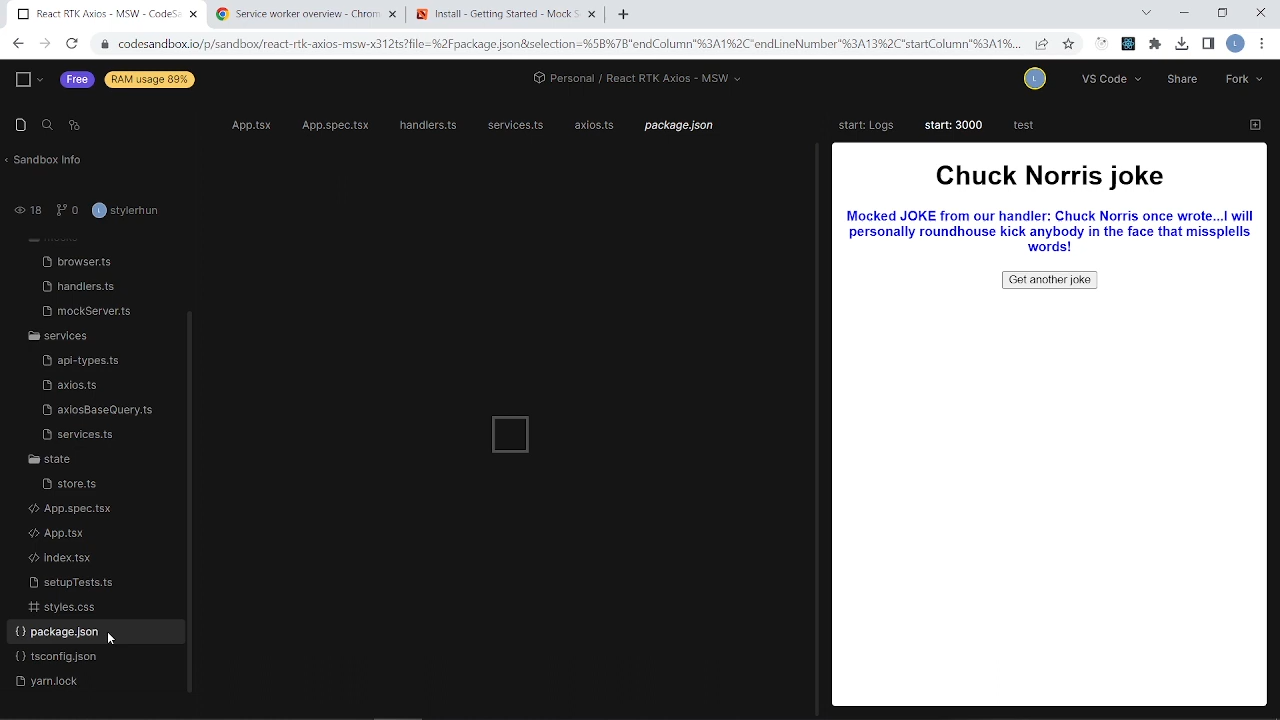 React RTK Axios - MSW - CodeSa
Service worker overview - Chrom
Install – Getting Started – Mock S
codesandbox.io/p/sandbox/react-rtk-axios-msw-x312t6?file=%2Fpackage.json&selection=%5B%7B"endColumn"%3A1%2C"endLineNumber"%3A13%2C"startColumn"%3A1%...
L
Free
RAM usage 89%
Personal / React RTK Axios - MSW
L
VS Code
Share
Fork
App.tsx
App.spec.tsx
handlers.ts
services.ts
axios.ts
package.json
start: Logs
start: 3000
test
Sandbox Info
18
0
L
stylerhun
mocks
browser.ts
handlers.ts
mockServer.ts
services
api-types.ts
axios.ts
axiosBaseQuery.ts
services.ts
state
store.ts
App.spec.tsx
App.tsx
index.tsx
setupTests.ts
styles.css
package.json
tsconfig.json
yarn.lock
Chuck Norris joke
Mocked JOKE from our handler: Chuck Norris once wrote...I will
personally roundhouse kick anybody in the face that missplells
words!
Get another joke